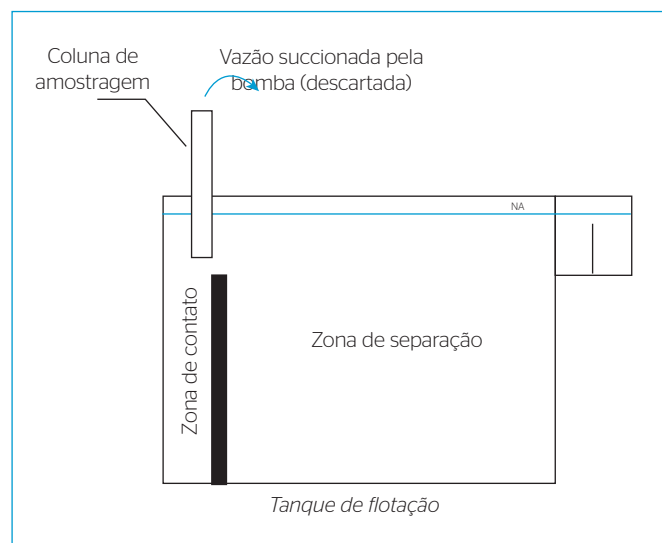 Coluna de
amostragem
Vazão succionada pela
bomba (descartada)
NA
Zona de contato
Zona de separação
Tanque de flotação